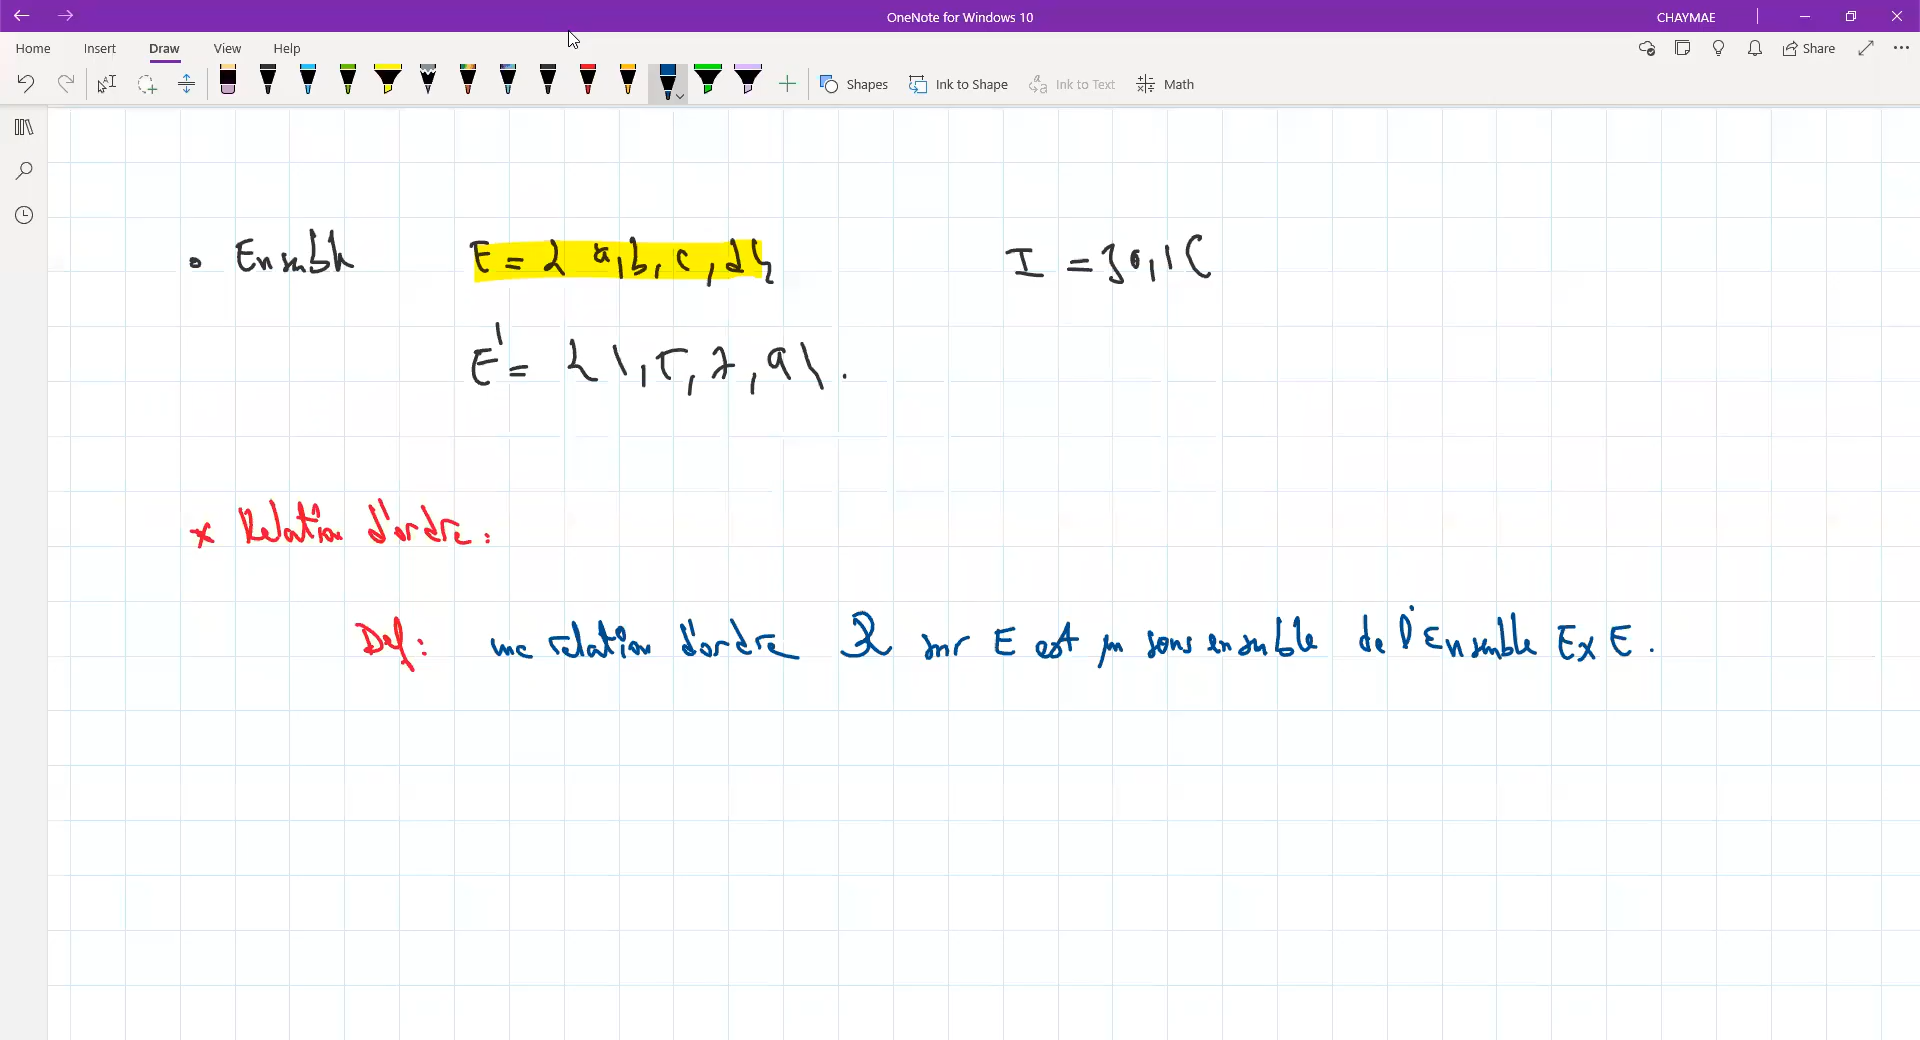 OneNote for Windows 10
CHAYMAE
Home Insert Draw View Help
Share
Shapes Ink to Shape Ink to Text Math
• Ensemble E = { a, b, c, d } I = ]0,1[
E' = { 1, 5, 7, 9 } .
* Relation d'ordre :
Def : une relation d'ordre R sur E est un sous ensemble de l'Ensemble E x E .